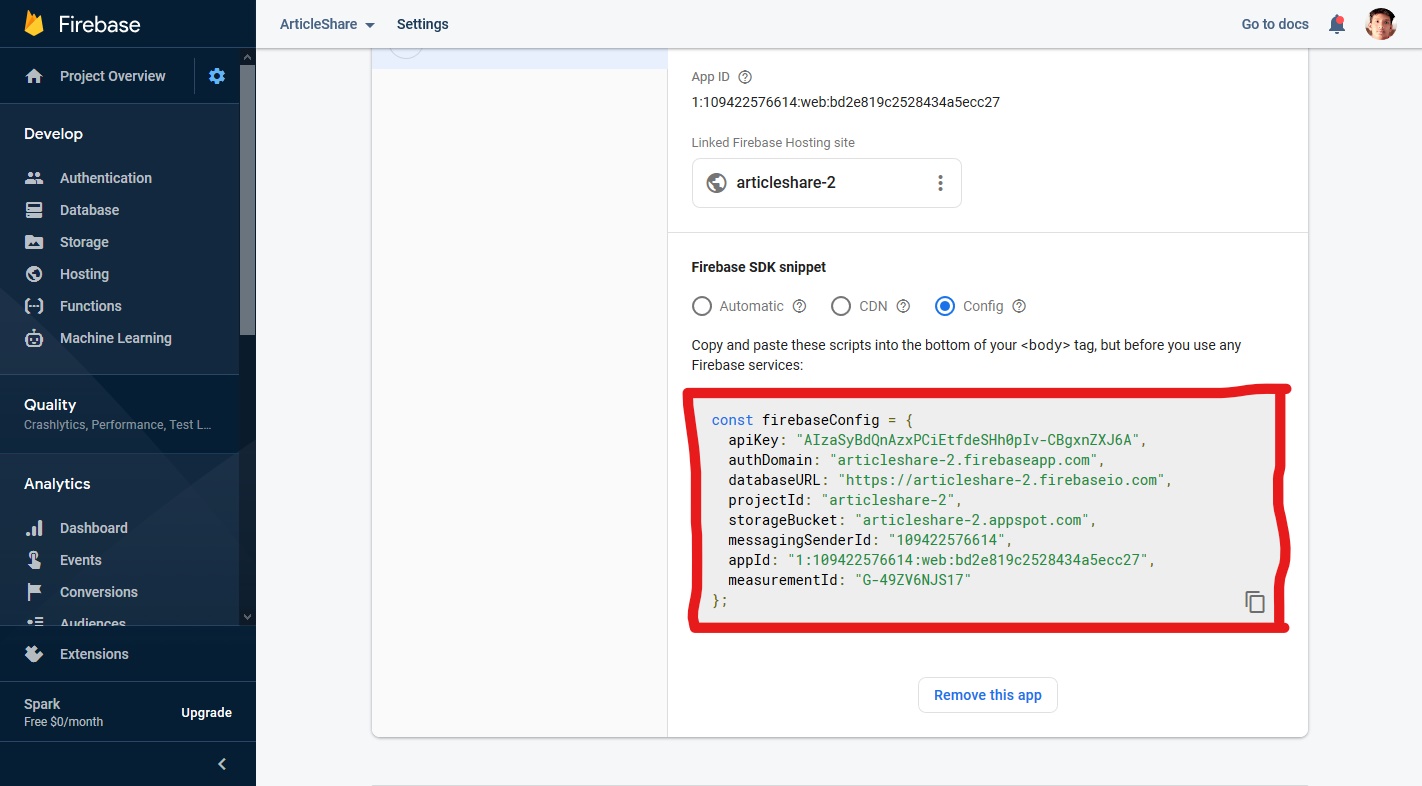 Firebase
ArticleShare
Settings
Go to docs
Project Overview
Develop
Authentication
Database
Storage
Hosting
Functions
Machine Learning
Quality
Crashlytics, Performance, Test L...
Analytics
Dashboard
Events
Conversions
Audiences
Extensions
Spark
Free $0/month
Upgrade
App ID
1:109422576614:web:bd2e819c2528434a5ecc27
Linked Firebase Hosting site
articleshare-2
Firebase SDK snippet
Automatic
CDN
Config
Copy and paste these scripts into the bottom of your <body> tag, but before you use any
Firebase services:
const firebaseConfig = {
apiKey: "AIzaSyBdQnAzxPCiEtfdeSHh0pIv-CBgxnZXJ6A",
authDomain: "articleshare-2.firebaseapp.com",
databaseURL: "https://articleshare-2.firebaseio.com",
projectId: "articleshare-2",
storageBucket: "articleshare-2.appspot.com",
messagingSenderId: "109422576614",
appId: "1:109422576614:web:bd2e819c2528434a5ecc27",
measurementId: "G-49ZV6NJS17"
};
Remove this app